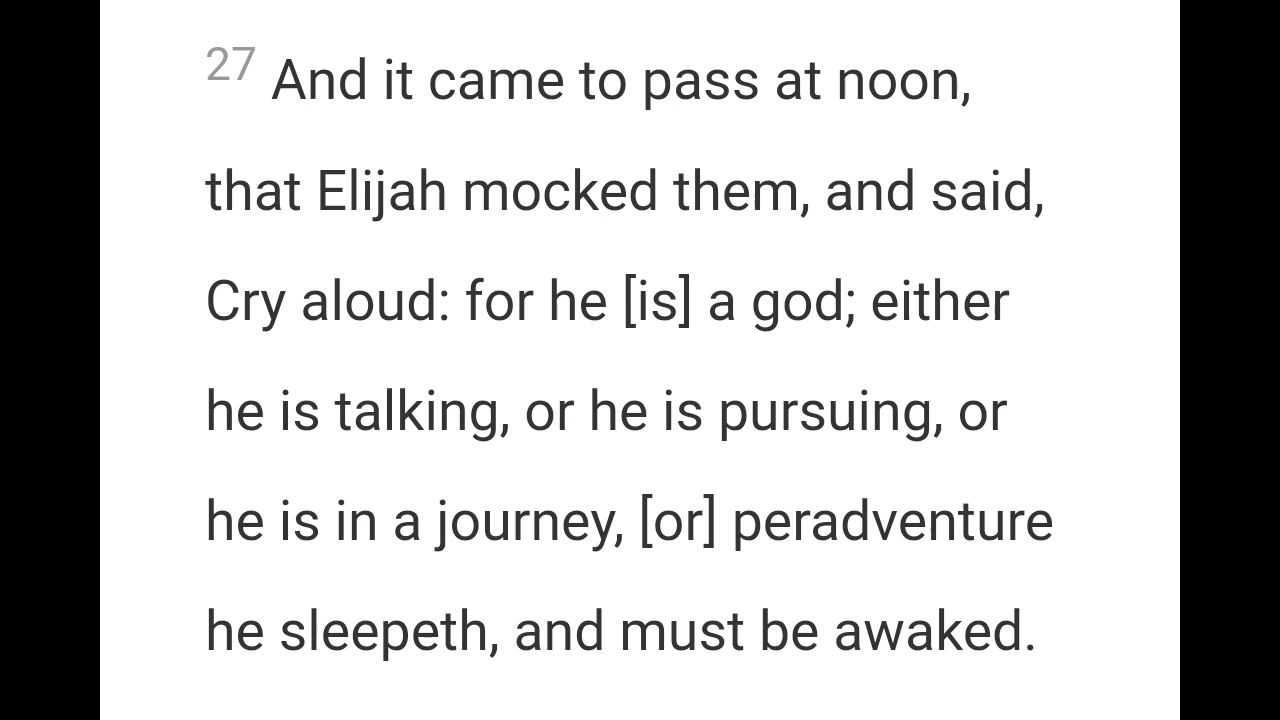 27 And it came to pass at noon,
that Elijah mocked them, and said,
Cry aloud: for he [is] a god; either
he is talking, or he is pursuing, or
he is in a journey, [or] peradventure
he sleepeth, and must be awaked.